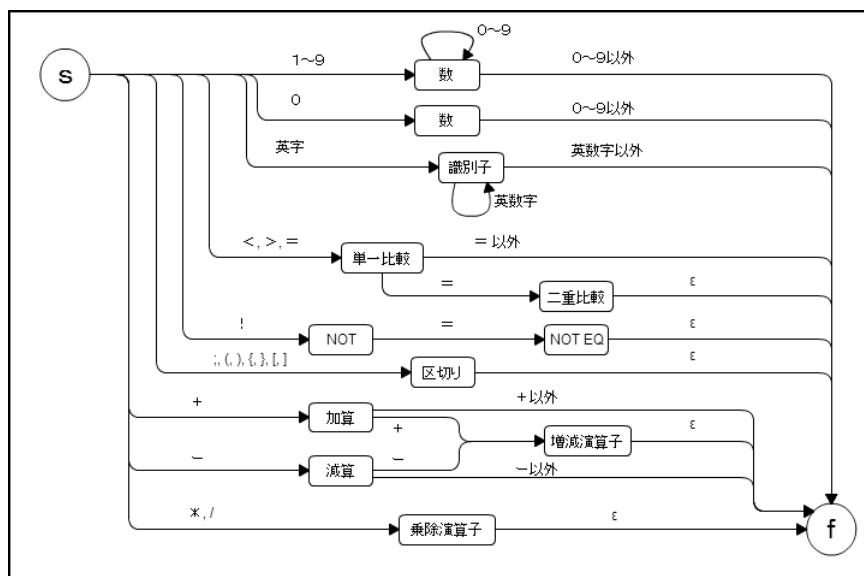 0～9
s
1～9
数
0～9以外
0
数
0～9以外
英字
識別子
英数字以外
英数字
<, >, =
単一比較
= 以外
=
二重比較
ε
!
NOT
=
NOT EQ
ε
;, (, ), {, }, [, ]
区切り
ε
+
加算
+以外
+
増減演算子
ε
－
減算
－
－以外
*, /
乗除演算子
ε
f